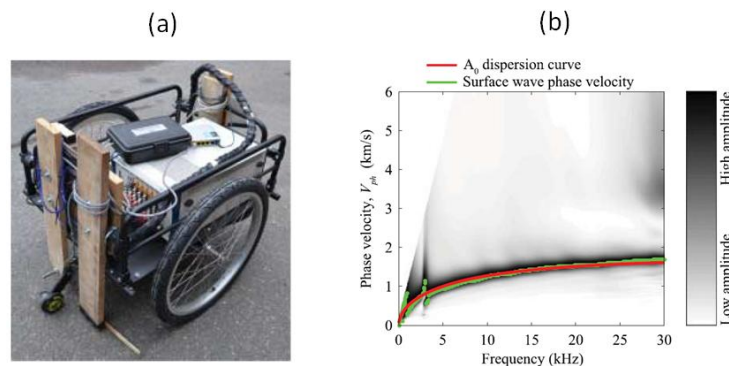 (a)
(b)
A₀ dispersion curve
Surface wave phase velocity
6
5
4
3
2
1
0
Phase velocity, V_ph (km/s)
0 5 10 15 20 25 30
Frequency (kHz)
High amplitude
Low amplitude